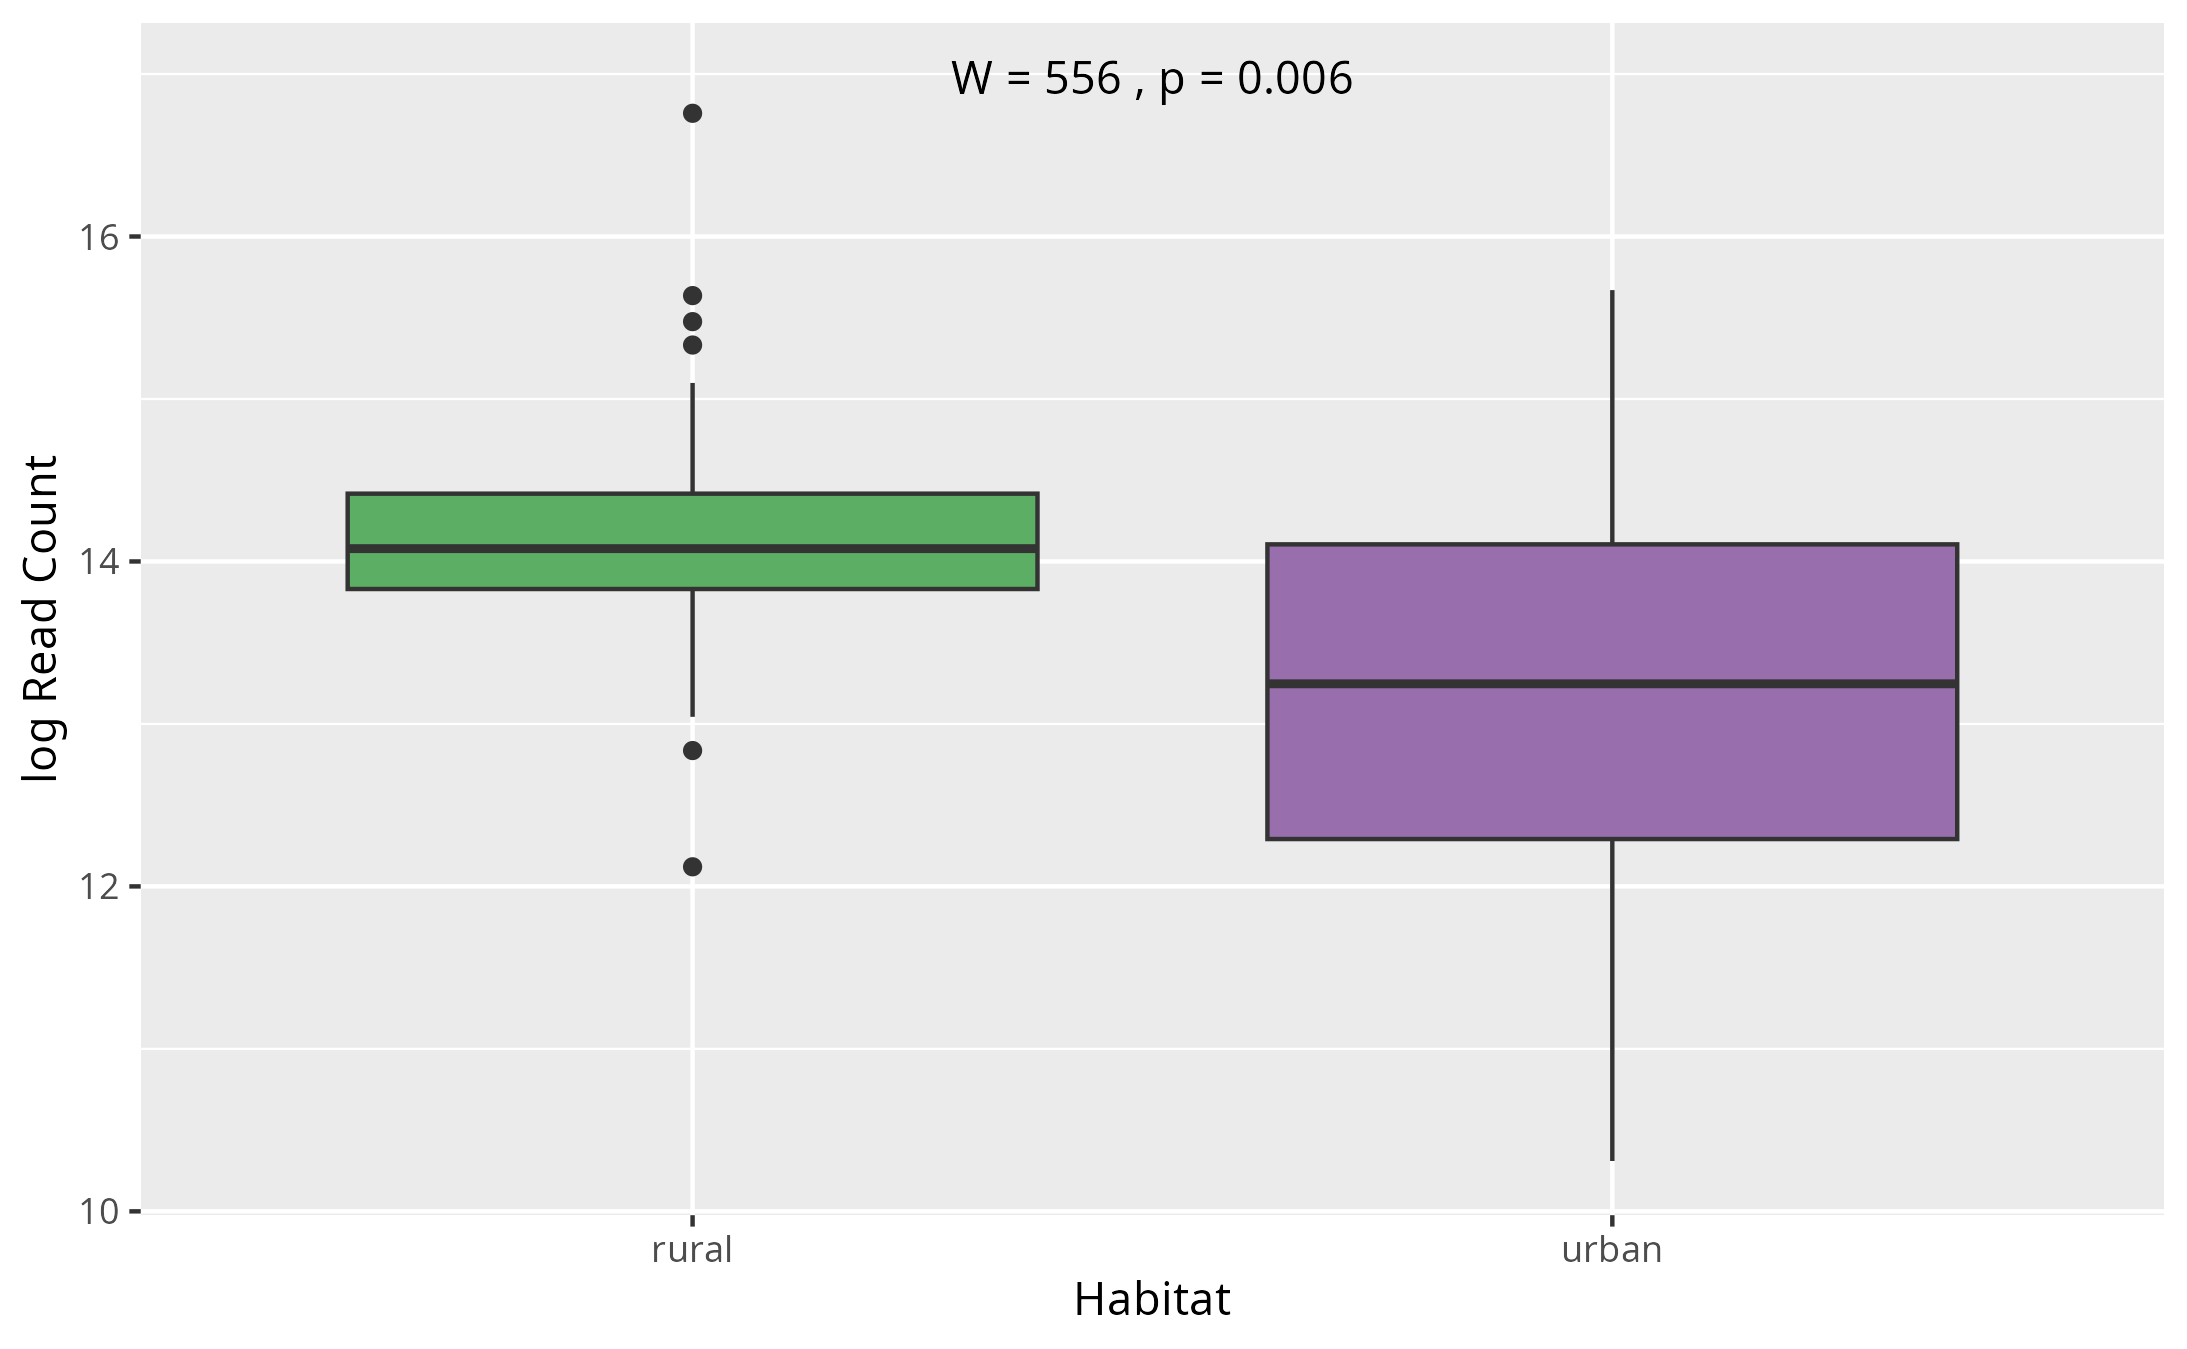 W = 556 , p = 0.006
log Read Count
16
14
12
10
rural
urban
Habitat